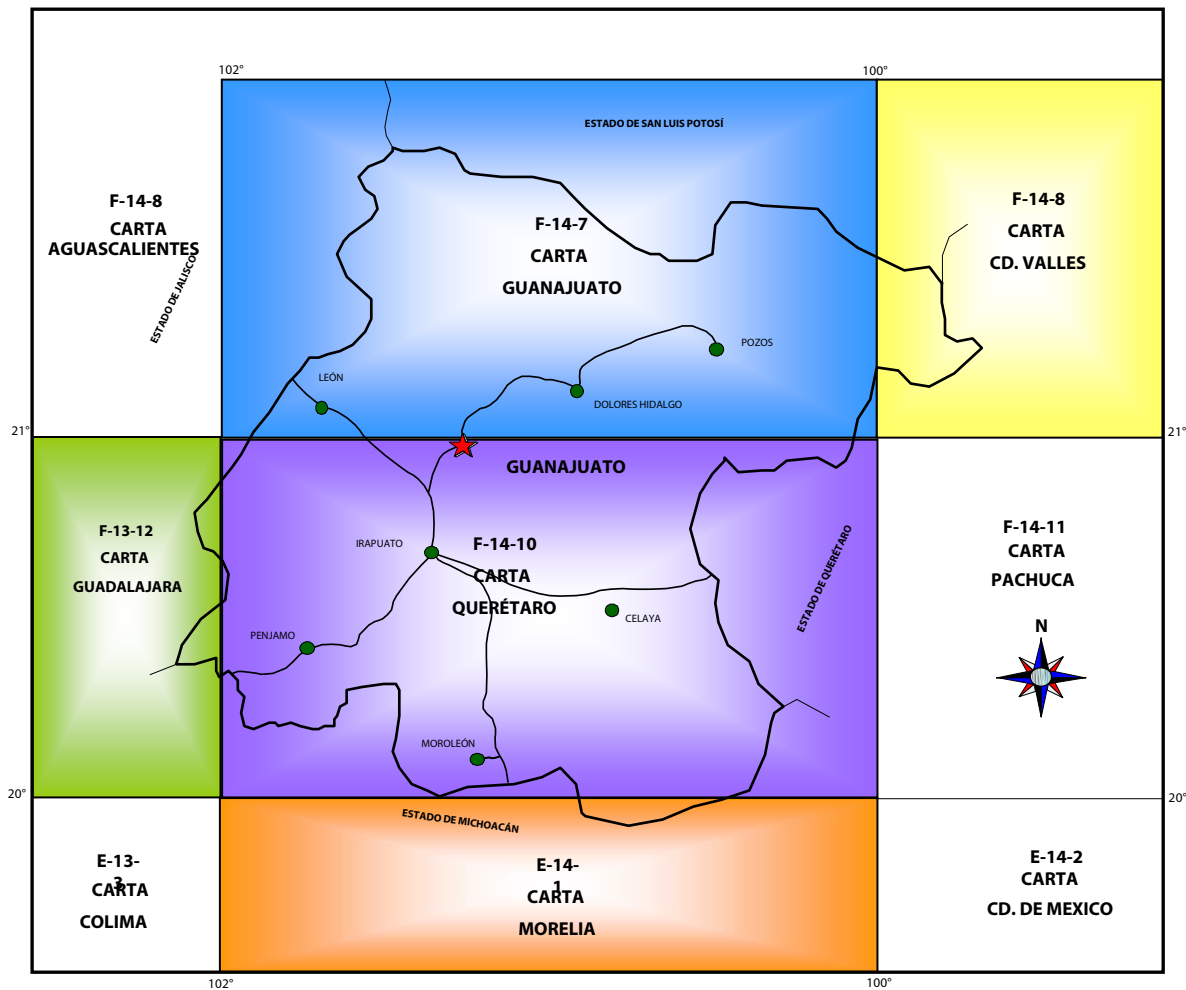 102°
100°
ESTADO DE SAN LUIS POTOSÍ
F-14-8
CARTA
AGUASCALIENTES
ESTADO DE JALISCO
F-14-7
CARTA
GUANAJUATO
F-14-8
CARTA
CD. VALLES
POZOS
LEÓN
DOLORES HIDALGO
21°
21°
GUANAJUATO
F-13-12
CARTA
GUADALAJARA
IRAPUATO
F-14-10
CARTA
QUERÉTARO
ESTADO DE QUERÉTARO
F-14-11
CARTA
PACHUCA
CELAYA
PENJAMO
N
MOROLEÓN
20°
20°
ESTADO DE MICHOACÁN
E-13-
3
CARTA
COLIMA
E-14-
1
CARTA
MORELIA
E-14-2
CARTA
CD. DE MEXICO
102°
100°